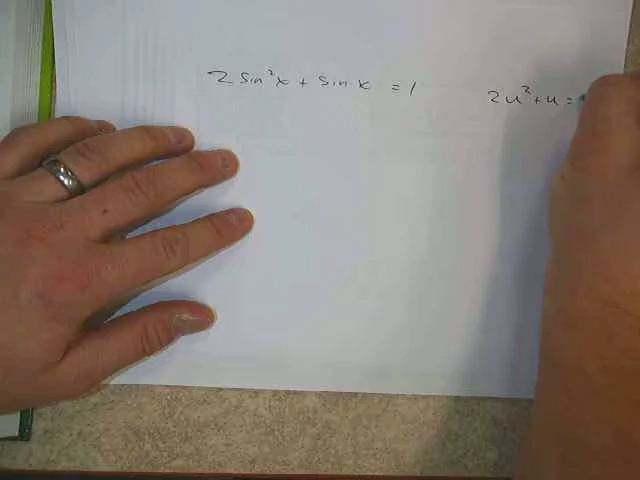 2 sin²x + sin x = 1
2u² + u =